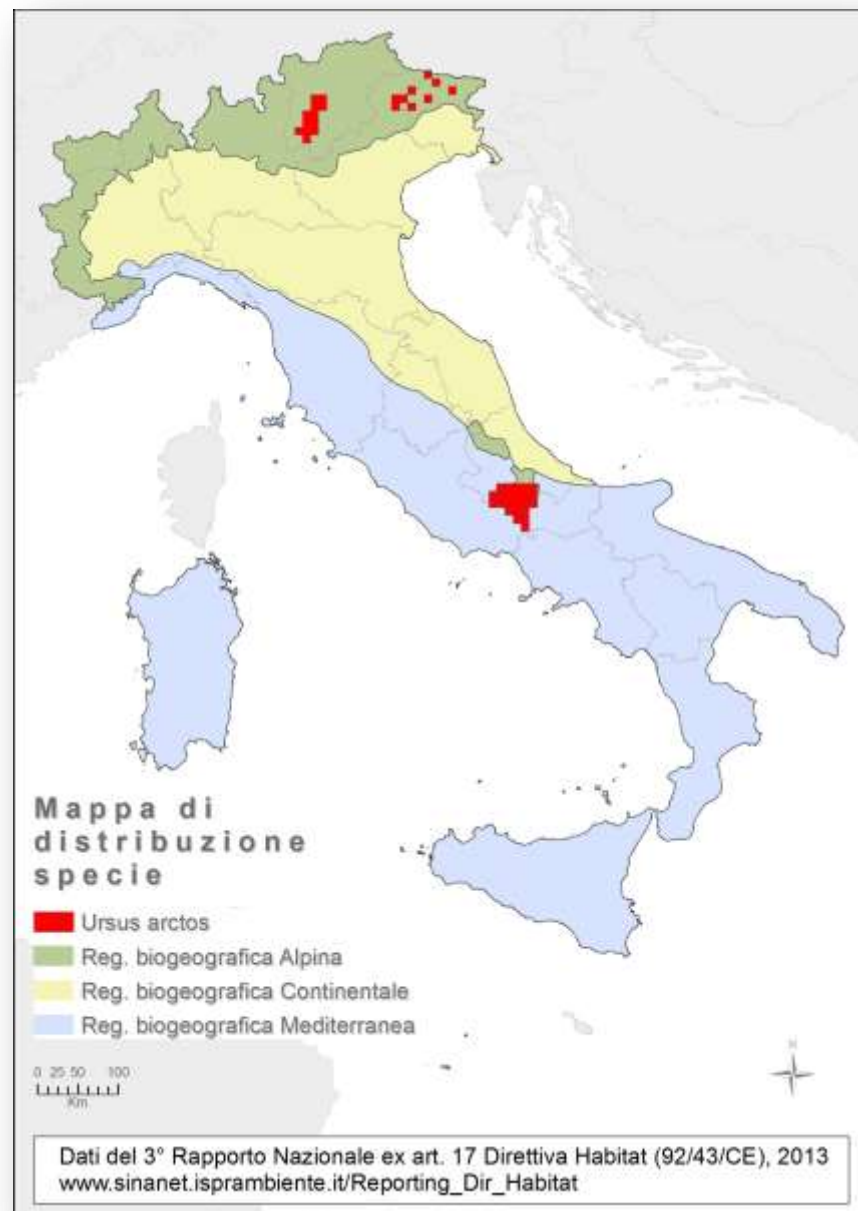 Mappa di
distribuzione
specie
Ursus arctos
Reg. biogeografica Alpina
Reg. biogeografica Continentale
Reg. biogeografica Mediterranea
0 25 50 100
Km
N
Dati del 3° Rapporto Nazionale ex art. 17 Direttiva Habitat (92/43/CE), 2013
www.sinanet.isprambiente.it/Reporting_Dir_Habitat